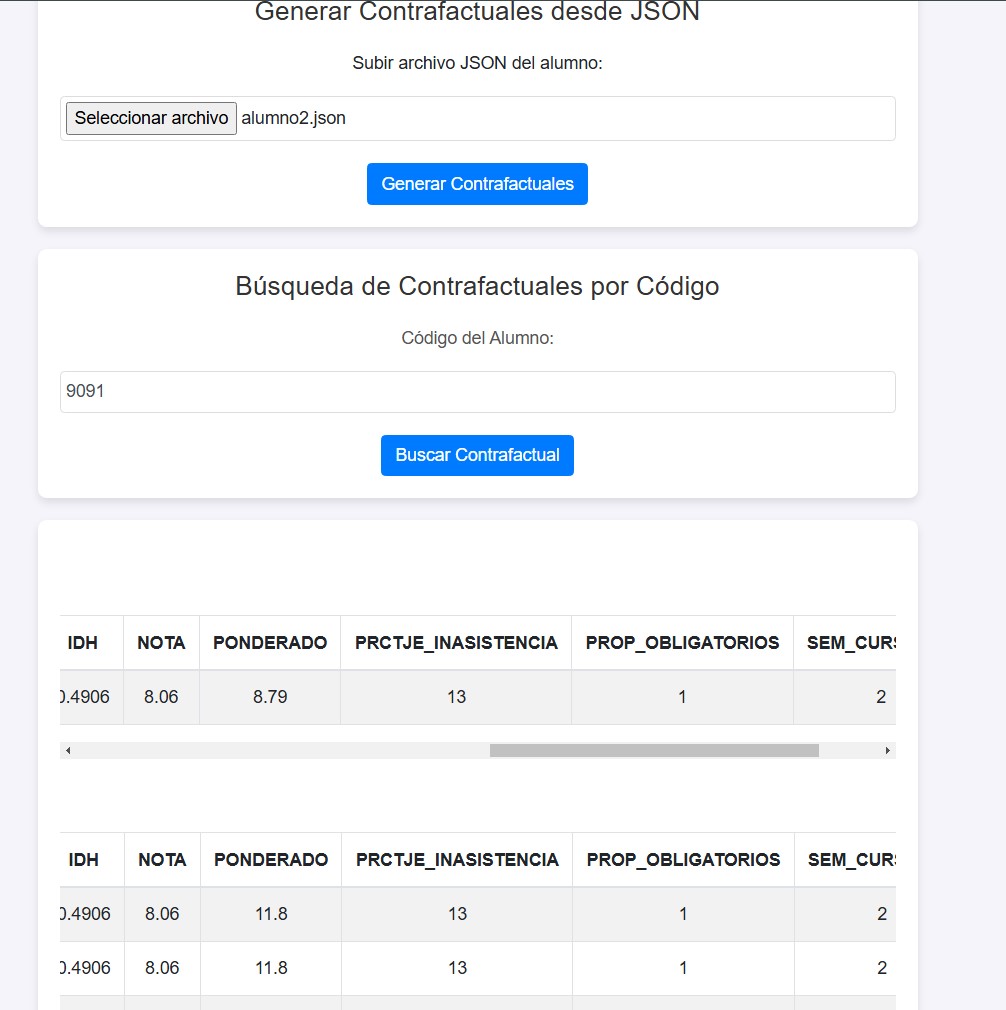 Generar Contrafactuales desde JSON
Subir archivo JSON del alumno:
Seleccionar archivo alumno2.json
Generar Contrafactuales
Búsqueda de Contrafactuales por Código
Código del Alumno:
9091
Buscar Contrafactual
IDH NOTA PONDERADO PRCTJE_INASISTENCIA PROP_OBLIGATORIOS SEM_CURS
0.4906 8.06 8.79 13 1 2
IDH NOTA PONDERADO PRCTJE_INASISTENCIA PROP_OBLIGATORIOS SEM_CURS
0.4906 8.06 11.8 13 1 2
0.4906 8.06 11.8 13 1 2